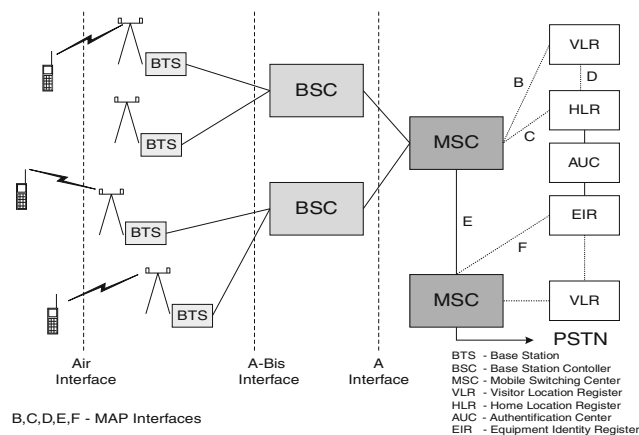 BTS
BSC
VLR
B
D
BTS
MSC
HLR
C
AUC
BTS
BSC
E
EIR
F
BTS
MSC
VLR
PSTN
Air
Interface
A-Bis
Interface
A
Interface
BTS - Base Station
BSC - Base Station Contoller
MSC - Mobile Switching Center
VLR - Visitor Location Register
HLR - Home Location Register
AUC - Authentification Center
EIR - Equipment Identity Register
B,C,D,E,F - MAP Interfaces